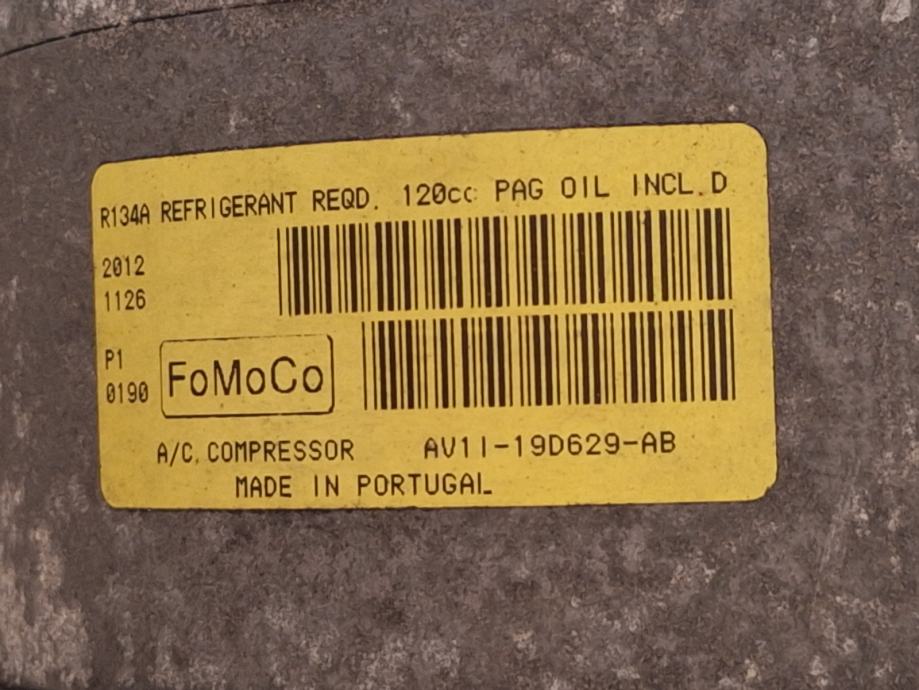 R134A REFRIGERANT REQD. 120cc PAG OIL INCL.D
2012
1126
P1
0190
FoMoCo
A/C. COMPRESSOR AV11-19D629-AB
MADE IN PORTUGAL